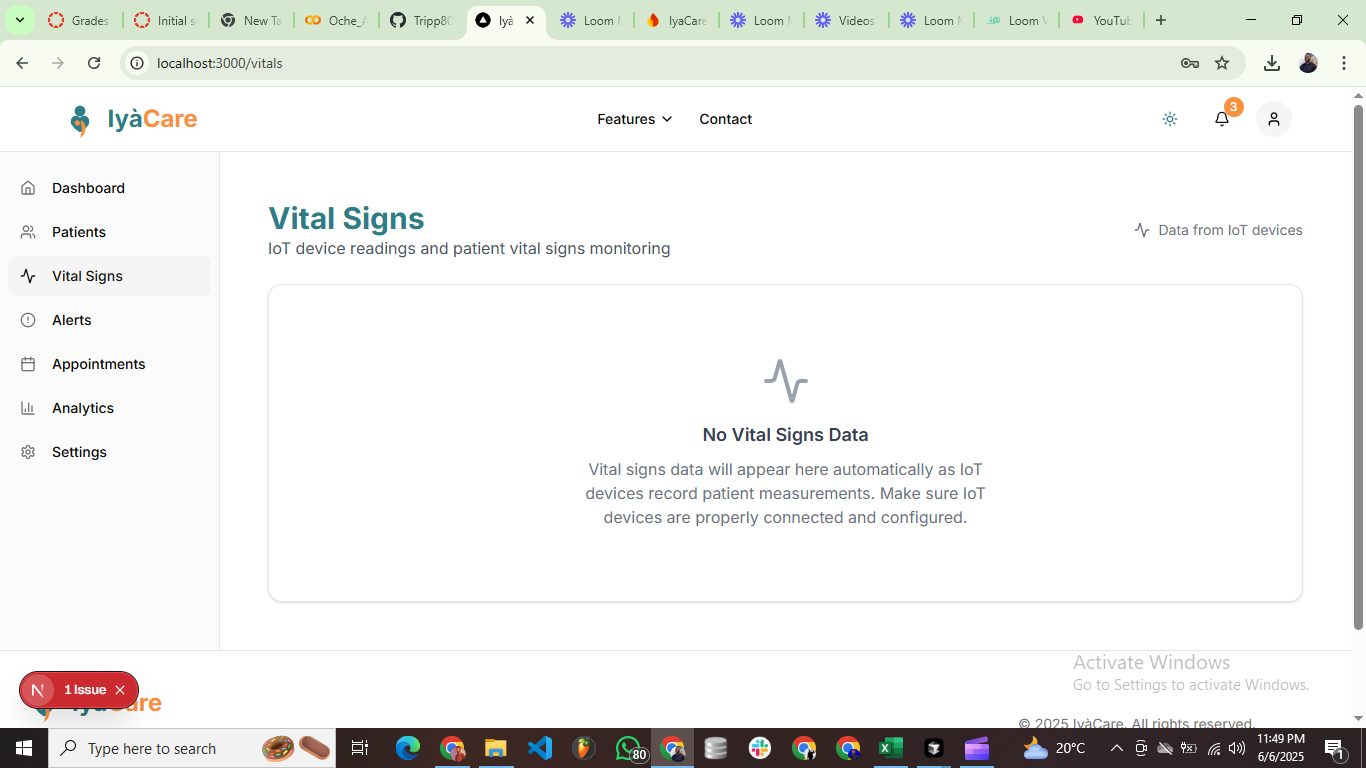 Grades
Initial s
New Ta
Oche_
Tripp80
Iyà
Loom
IyaCare
Loom
Videos
Loom
Loom
YouTub
localhost:3000/vitals
IyàCare
Features
Contact
3
Dashboard
Patients
Vital Signs
Alerts
Appointments
Analytics
Settings
Vital Signs
IoT device readings and patient vital signs monitoring
Data from IoT devices
No Vital Signs Data
Vital signs data will appear here automatically as IoT
devices record patient measurements. Make sure IoT
devices are properly connected and configured.
Activate Windows
Go to Settings to activate Windows.
N 1 Issue
Care
© 2025 IyàCare. All rights reserved.
Type here to search
80
20°C
11:49 PM
6/6/2025
1